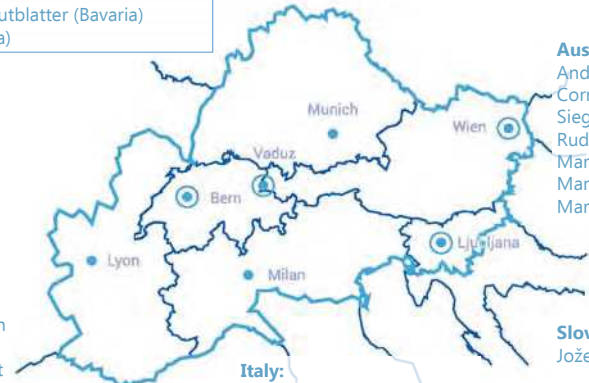 utblatter (Bavaria)
a)
Aus
And
Corr
Sieg
Rud
Mar
Mar
Mar
Munich
Wien
Vaduz
Bern
Ljubljana
Lyon
Milan
n
t
Italy:
Slov
Jože